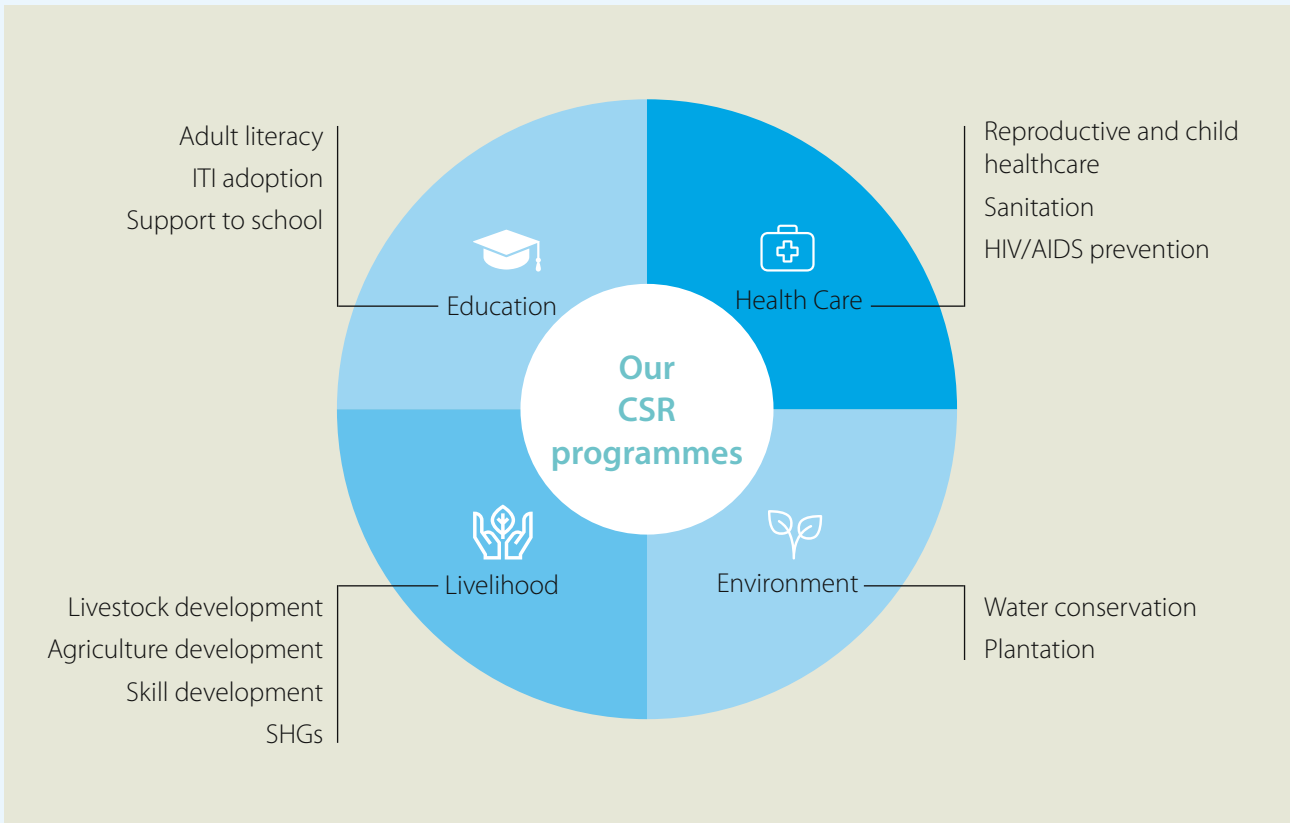 Our
CSR
programmes
Education
Adult literacy
ITI adoption
Support to school
Health Care
Reproductive and child
healthcare
Sanitation
HIV/AIDS prevention
Livelihood
Livestock development
Agriculture development
Skill development
SHGs
Environment
Water conservation
Plantation